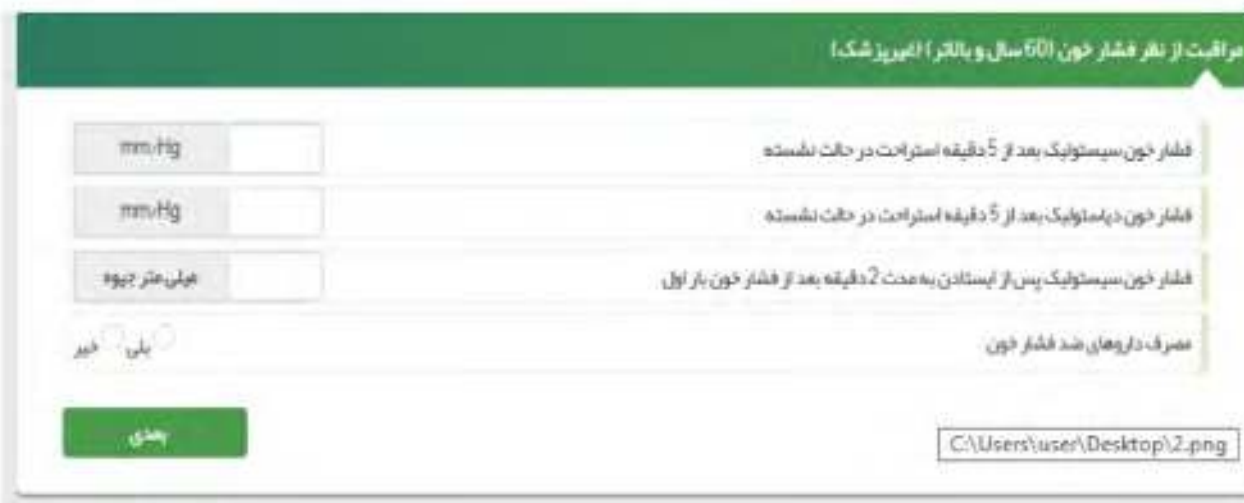 مراقبت از نظر فشار خون (60 سال و بالاتر) (غیرپزشک)
فشار خون سیستولیک بعد از 5 دقیقه استراحت در حالت نشسته mm/Hg
فشار خون دیاستولیک بعد از 5 دقیقه استراحت در حالت نشسته mm/Hg
فشار خون سیستولیک پس از ایستادن به مدت 2 دقیقه بعد از فشار خون بار اول میلی متر جیوه
مصرف داروهای ضد فشار خون بلی خیر
بعدی
C:\Users\user\Desktop\2.png